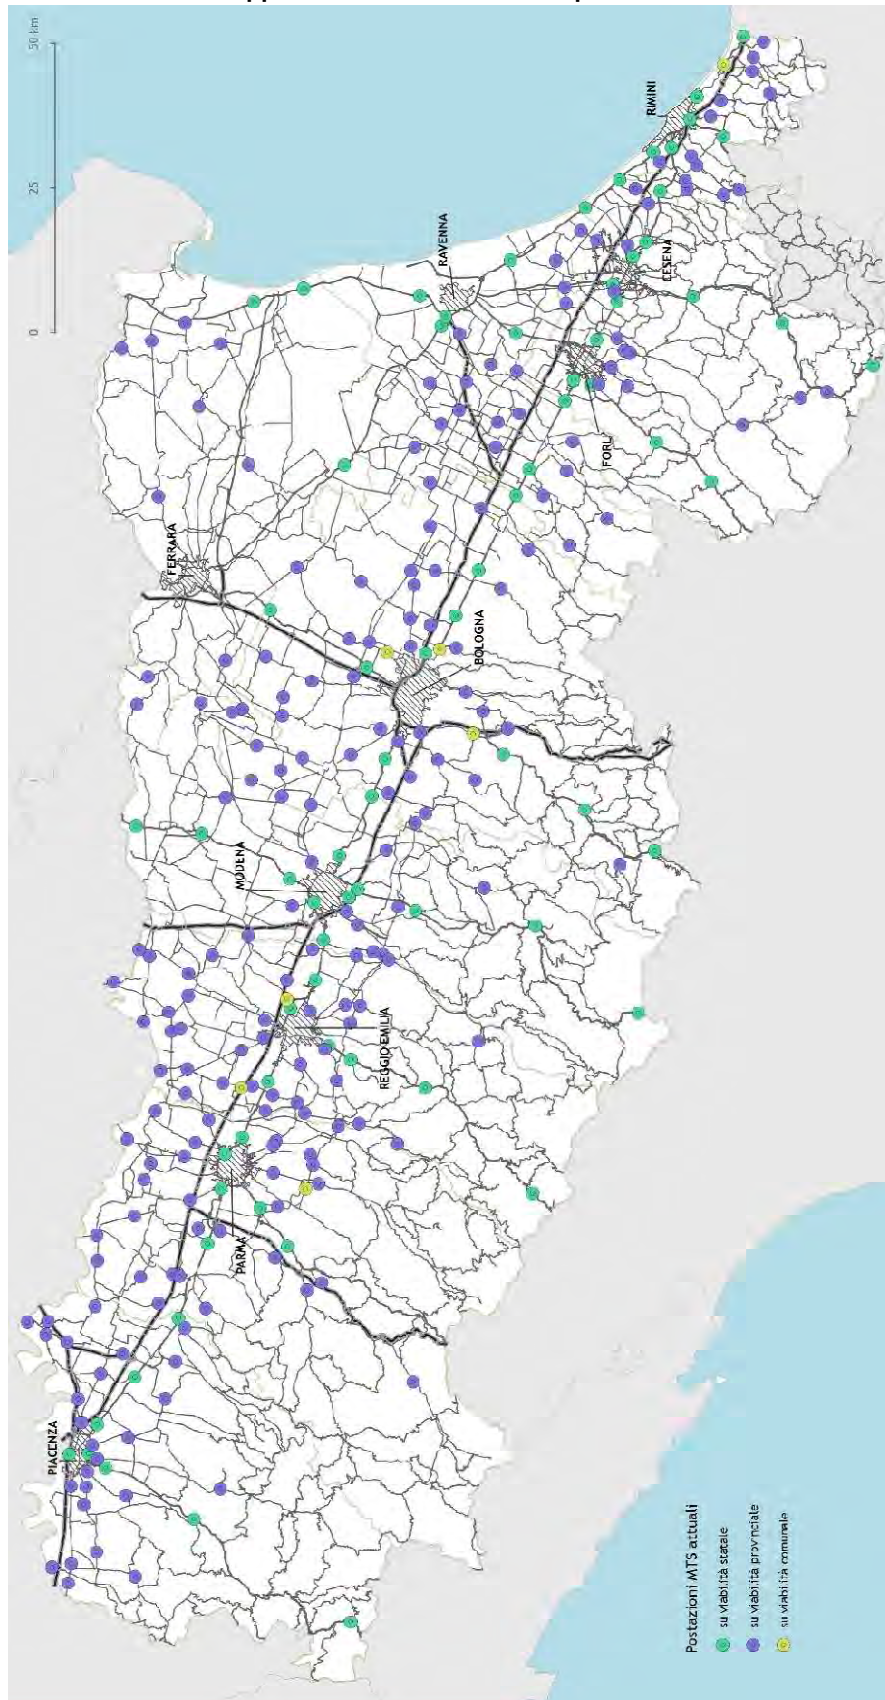 0
25
50 km
PIACENZA
PARMA
REGGIO EMILIA
MODENA
BOLOGNA
FERRARA
RAVENNA
FORLÌ
CESENA
RIMINI
Postazioni MTS attuali
su viabilità statale
su viabilità provinciale
su viabilità comunale